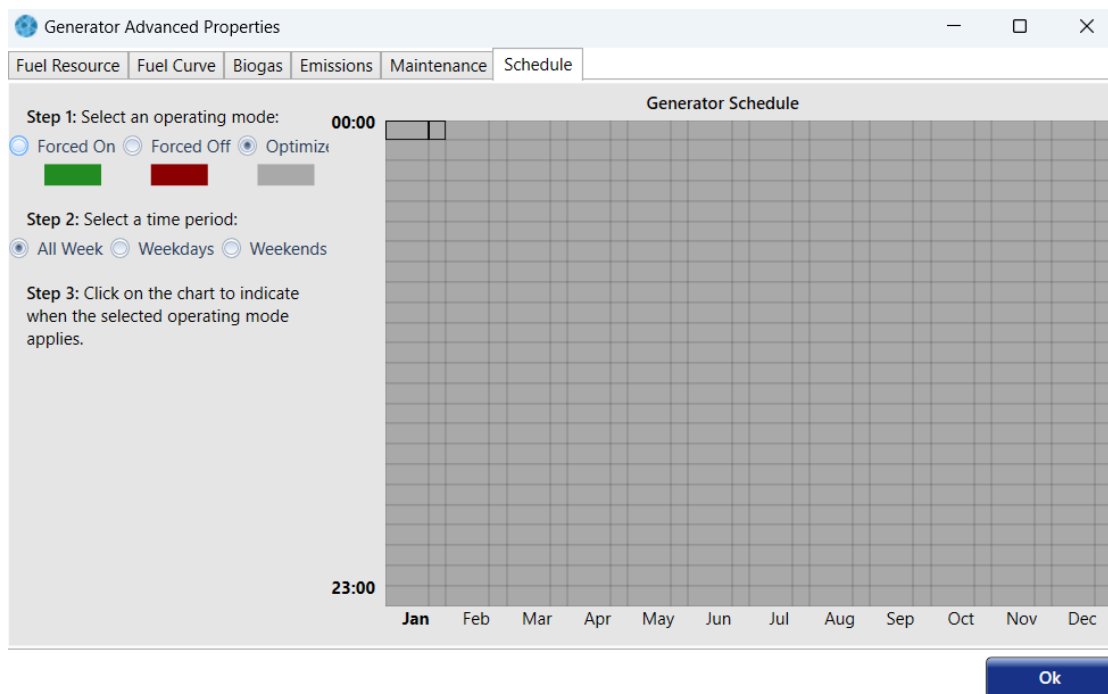 Generator Advanced Properties
Fuel Resource Fuel Curve Biogas Emissions Maintenance Schedule
Generator Schedule
Step 1: Select an operating mode:
Forced On Forced Off Optimize
Step 2: Select a time period:
All Week Weekdays Weekends
Step 3: Click on the chart to indicate
when the selected operating mode
applies.
00:00
23:00
Jan Feb Mar Apr May Jun Jul Aug Sep Oct Nov Dec
Ok